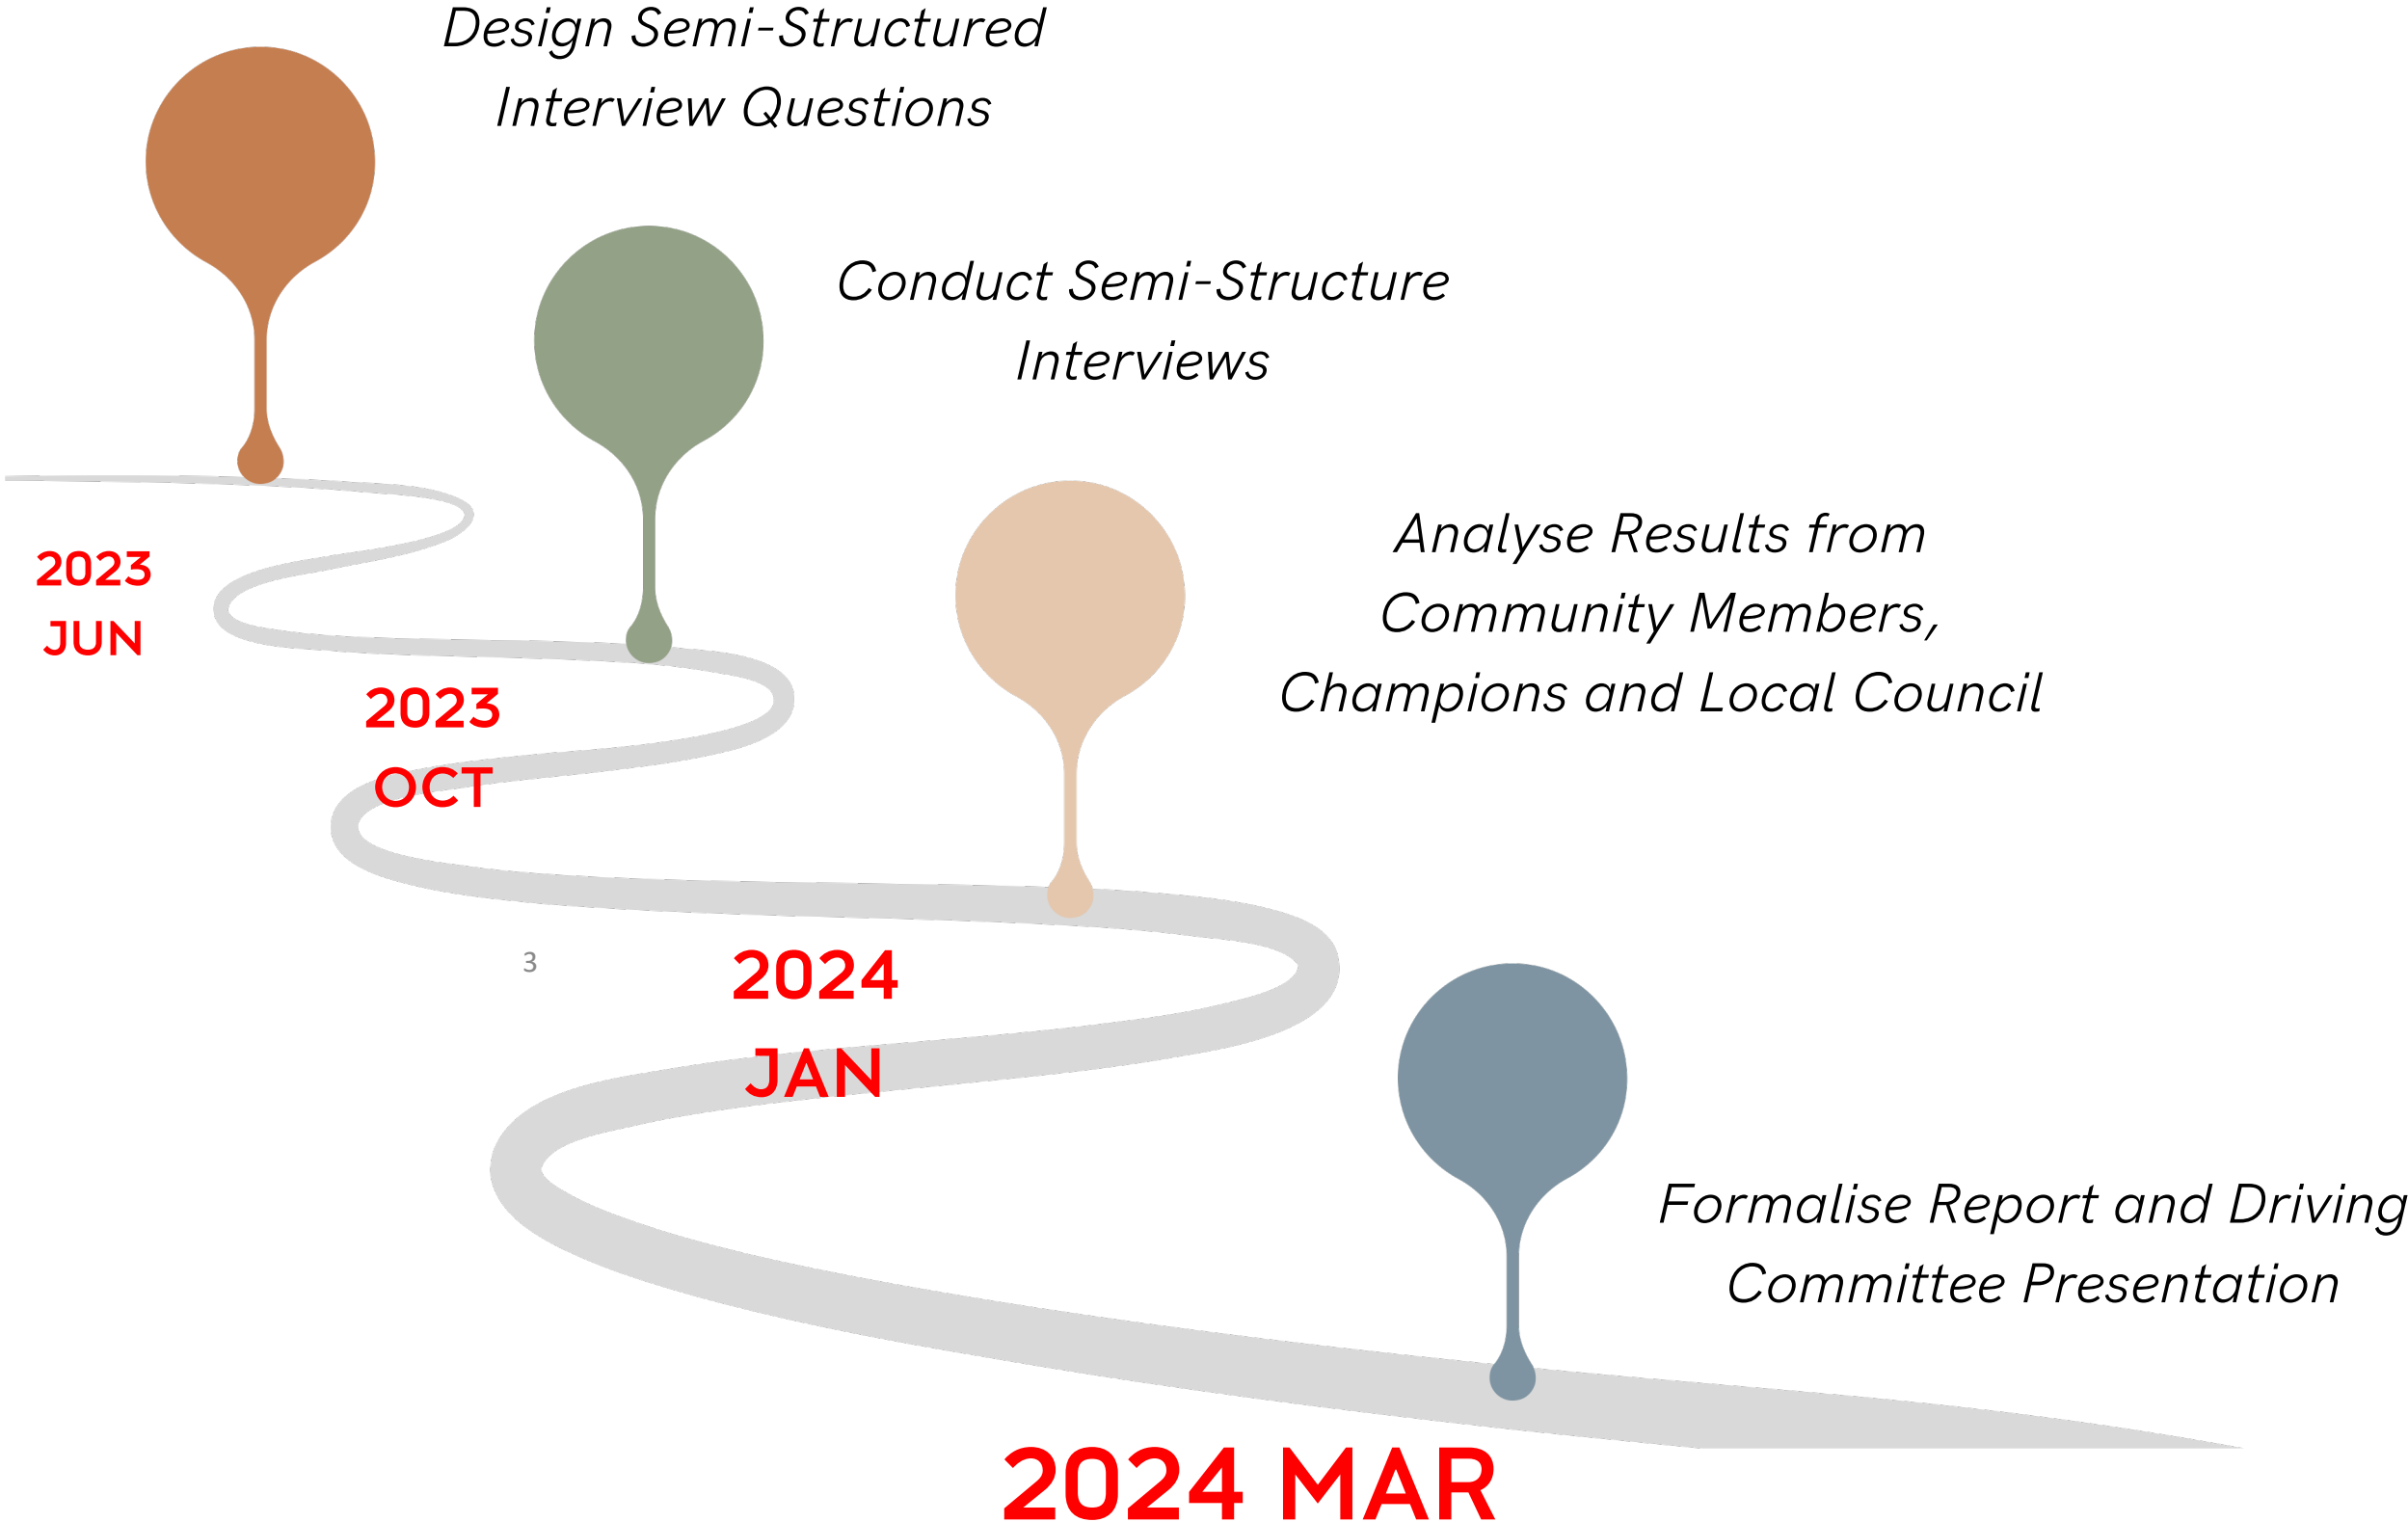 Design Semi-Structured
Interview Questions
Conduct Semi-Structure
Interviews
2023
JUN
Analyse Results from
Community Members,
Champions and Local Council
2023
OCT
3
2024
JAN
Formalise Report and Driving
Committee Presentation
2024 MAR